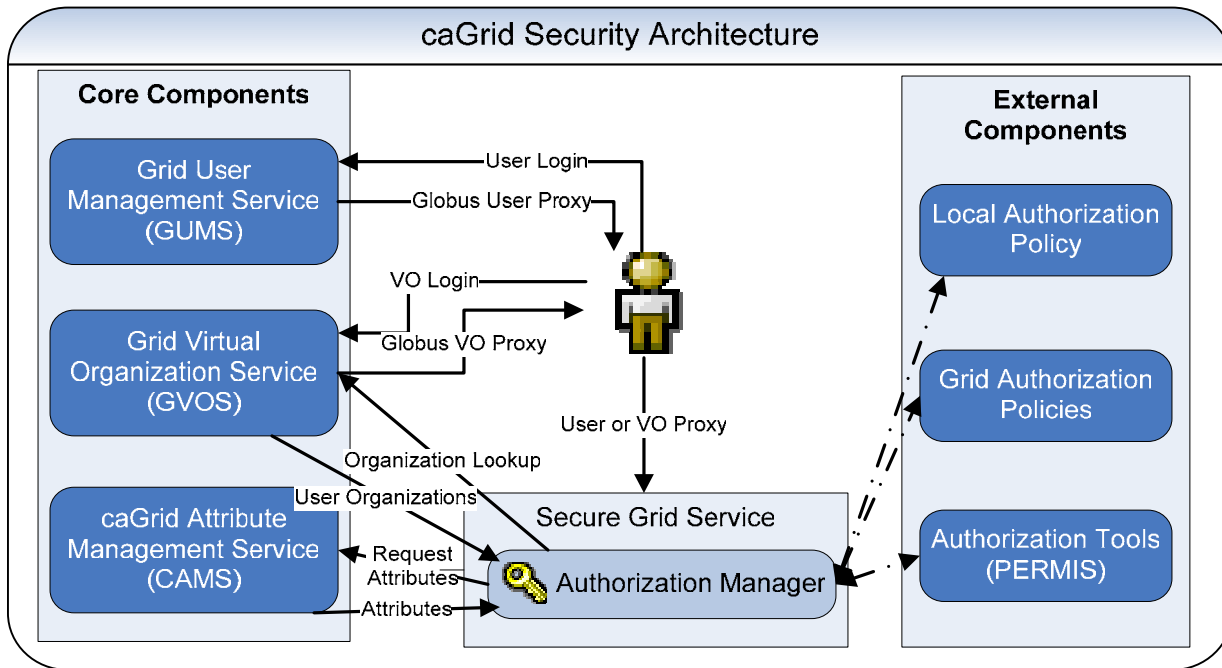 caGrid Security Architecture
Core Components
Grid User
Management Service
(GUMS)
Grid Virtual
Organization Service
(GVOS)
caGrid Attribute
Management Service
(CAMS)
User Login
Globus User Proxy
VO Login
Globus VO Proxy
User or VO Proxy
Organization Lookup
User Organizations
Request
Attributes
Attributes
Secure Grid Service
Authorization Manager
External
Components
Local Authorization
Policy
Grid Authorization
Policies
Authorization Tools
(PERMIS)